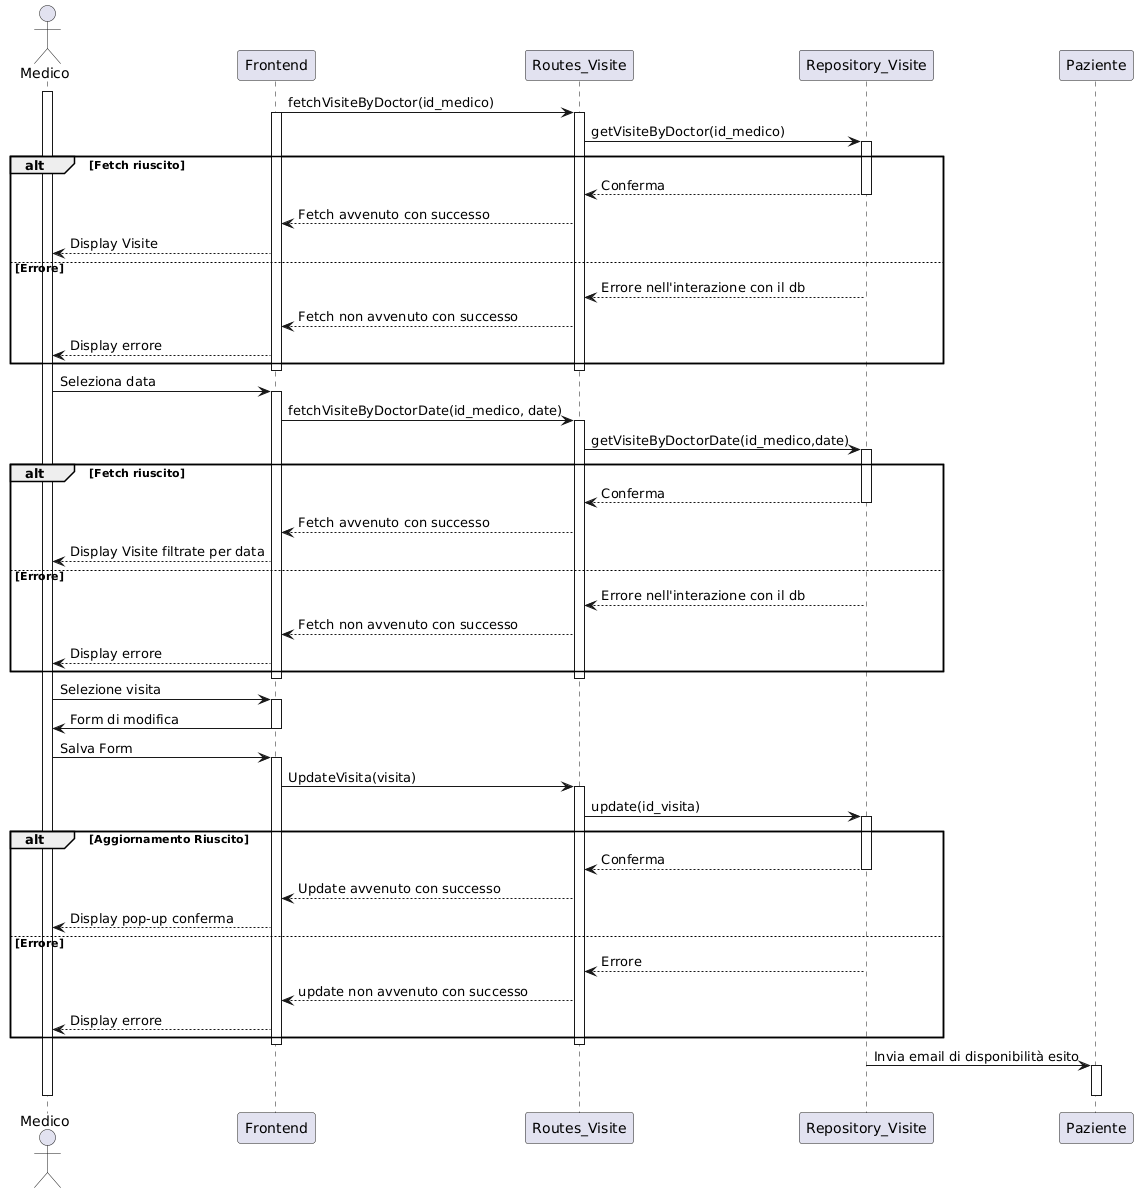 Medico
Frontend
Routes_Visite
Repository_Visite
Paziente
fetchVisiteByDoctor(id_medico)
getVisiteByDoctor(id_medico)
alt [Fetch riuscito]
Conferma
Fetch avvenuto con successo
Display Visite
[Errore]
Errore nell'interazione con il db
Fetch non avvenuto con successo
Display errore
Seleziona data
fetchVisiteByDoctorDate(id_medico, date)
getVisiteByDoctorDate(id_medico,date)
alt [Fetch riuscito]
Conferma
Fetch avvenuto con successo
Display Visite filtrate per data
[Errore]
Errore nell'interazione con il db
Fetch non avvenuto con successo
Display errore
Selezione visita
Form di modifica
Salva Form
UpdateVisita(visita)
update(id_visita)
alt [Aggiornamento Riuscito]
Conferma
Update avvenuto con successo
Display pop-up conferma
[Errore]
Errore
update non avvenuto con successo
Display errore
Invia email di disponibilità esito
Medico
Frontend
Routes_Visite
Repository_Visite
Paziente